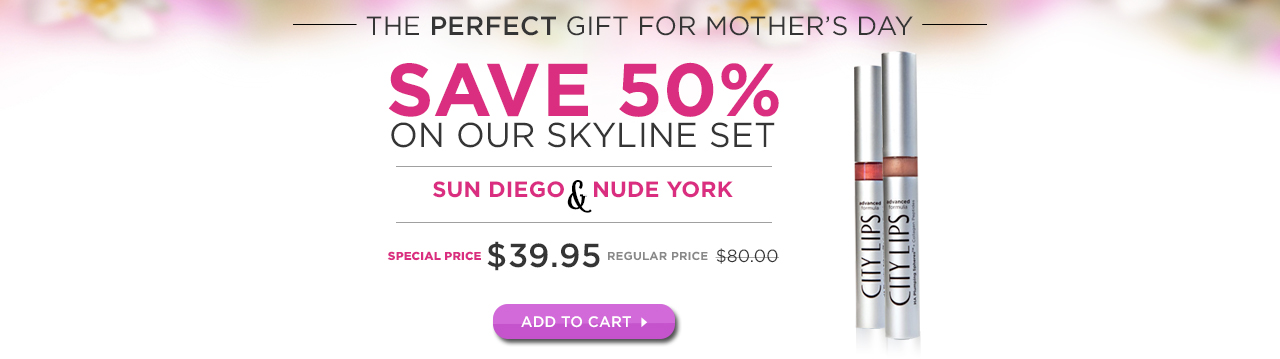 THE PERFECT GIFT FOR MOTHER'S DAY
SAVE 50%
ON OUR SKYLINE SET
SUN DIEGO & NUDE YORK
SPECIAL PRICE $39.95 REGULAR PRICE $80.00
ADD TO CART
advanced
formula
CITY LIPS
advanced
formula
CITY LIPS